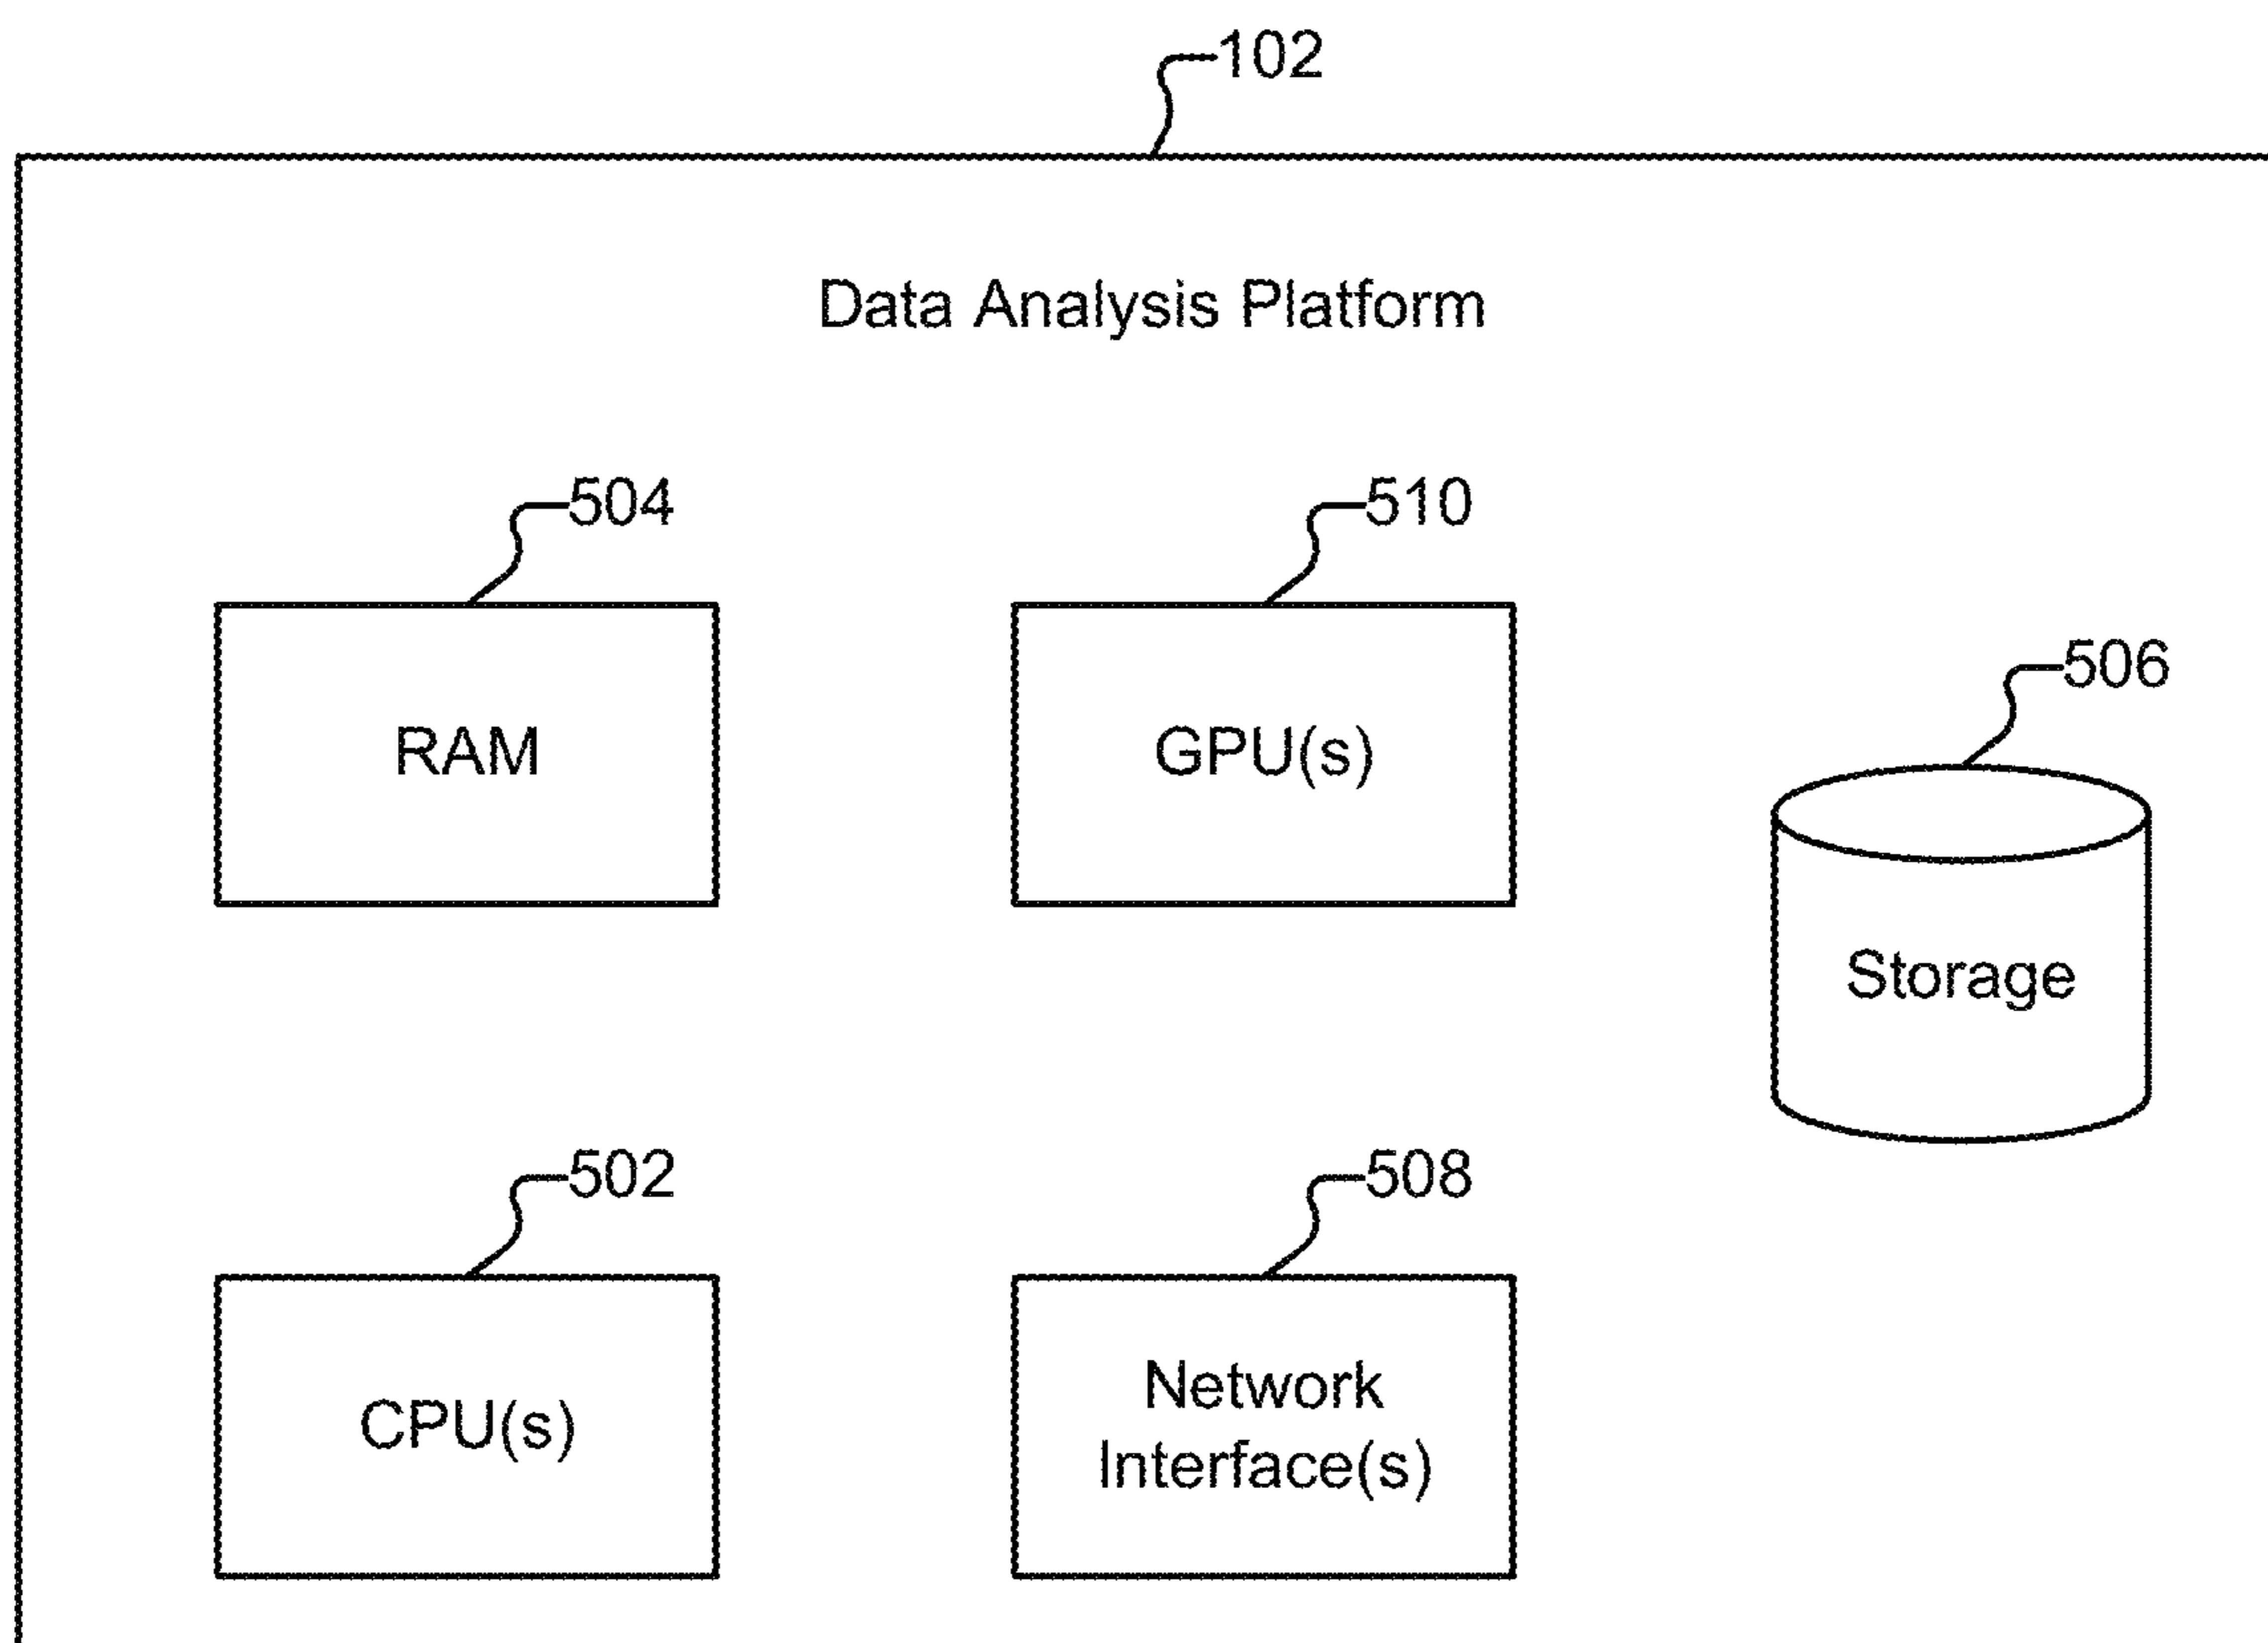 102
Data Analysis Platform
504
510
506
RAM
GPU(s)
Storage
502
508
CPU(s)
Network
Interface(s)